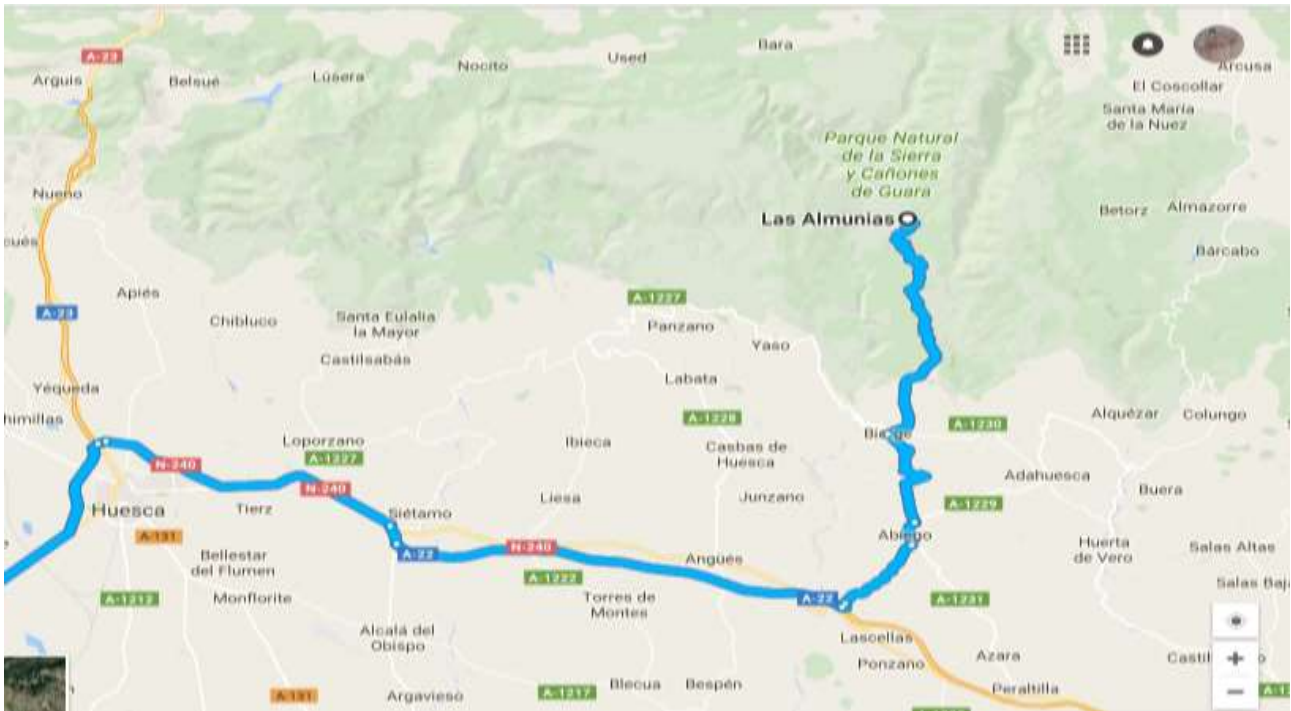 Bara
Used
A-23
Nocito
Arcusa
Lúsera
Arguis
Belsué
El Coscollar
Santa María
de la Nuez
Parque Natural
de la Sierra
y Cañones
de Guara
Nueno
Las Almunias
Betorz
Almazorre
Bárcabo
Apiés
A-1227
A-23
Chibluco
Santa Eulalia
la Mayor
Panzano
Yaso
Castilsabás
Labata
Yéqueda
Alquézar
Colungo
A-1228
A-1230
Loporzano
Ibieca
Casbas de
Huesca
A-1227
N-240
Adahuesca
N-240
Buera
Liesa
Junzano
A-1229
Huesca
Tierz
Siétamo
Abiego
A-131
Huerta
de Vero
Salas Altas
N-240
A-22
Bellestar
del Flumen
Angüés
A-1222
A-1212
Monflorite
Torres de
Montes
A-22
A-1231
Alcalá del
Obispo
Lascellas
Ponzano
Azara
Blecua
Bespén
Peraltilla
A-131
Argavieso
A-1217